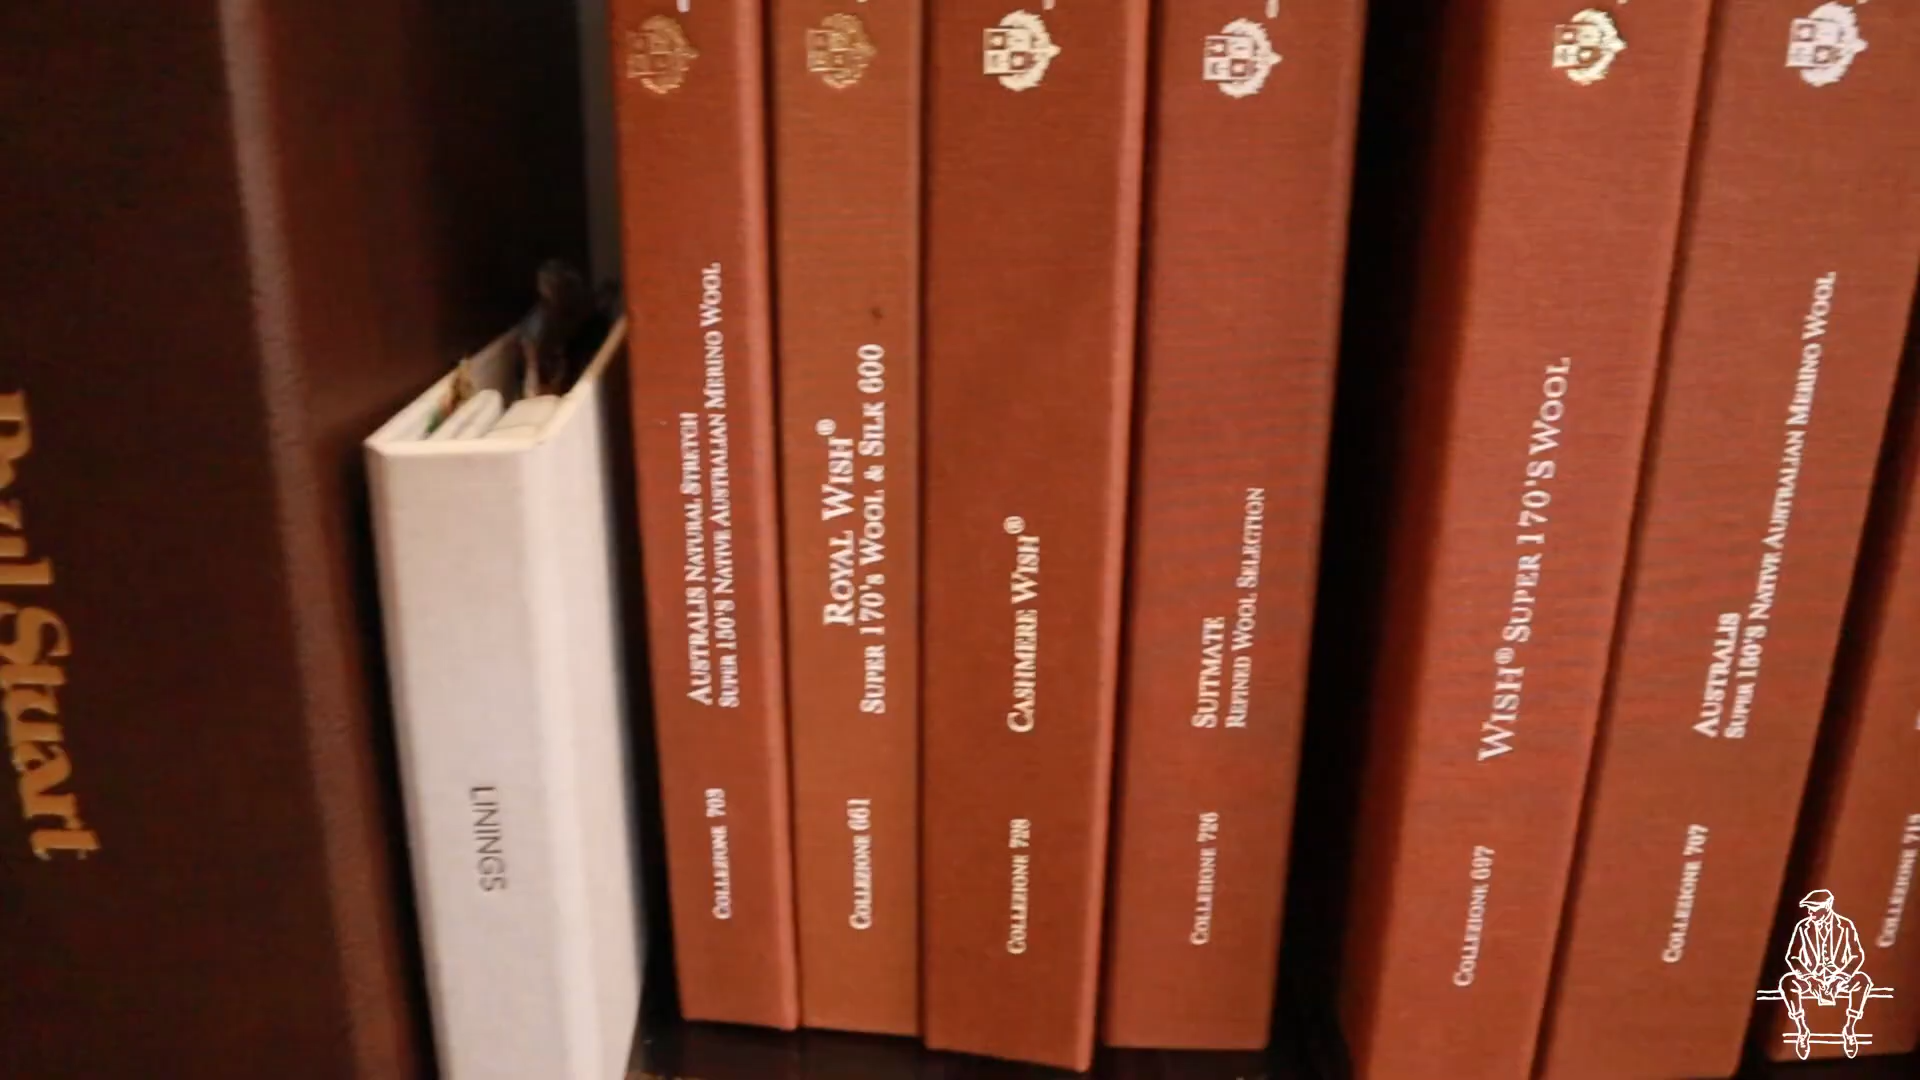 Paul Stuart
LININGS
AUSTRALIS NATURAL STRETCH
SUPER 150'S NATIVE AUSTRALIAN MERINO WOOL
COLLEZIONE 703
ROYAL WISH®
SUPER 170's WOOL & SILK 600
COLLEZIONE 661
CASHMERE WISH®
COLLEZIONE 728
SUITMATE
REFINED WOOL SELECTION
COLLEZIONE 726
WISH® SUPER 170'S WOOL
COLLEZIONE 697
AUSTRALIS
SUPER 150'S NATIVE AUSTRALIAN MERINO WOOL
COLLEZIONE 707
COLLEZIONE